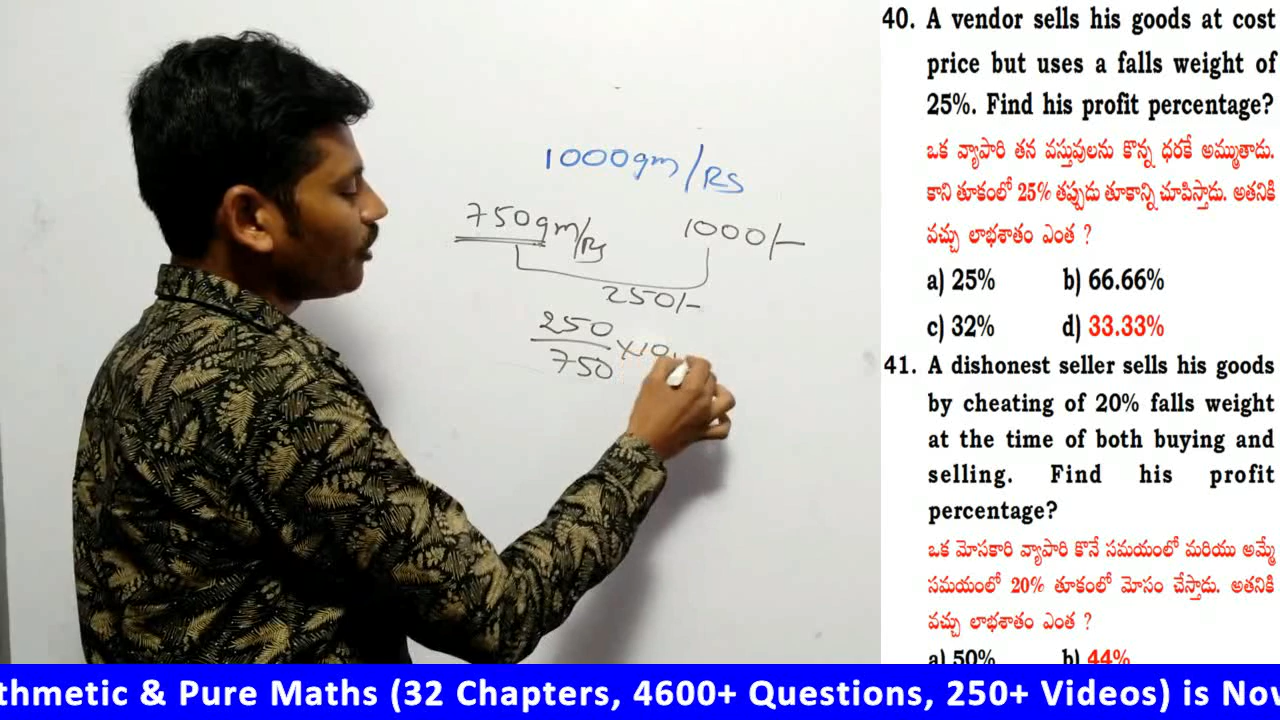 1000gm/Rs
750gm/Rs 1000/-
250/-
250
750
×10
40. A vendor sells his goods at cost
price but uses a falls weight of
25%. Find his profit percentage?
ఒక వ్యాపారి తన వస్తువులను కొన్న ధరకే అమ్ముతాడు.
కాని తూకంలో 25% తప్పుడు తూకాన్ని చూపిస్తాడు. అతనికి
వచ్చు లాభశాతం ఎంత ?
a) 25% b) 66.66%
c) 32% d) 33.33%
41. A dishonest seller sells his goods
by cheating of 20% falls weight
at the time of both buying and
selling. Find his profit
percentage?
ఒక మోసకారి వ్యాపారి కొనే సమయంలో మరియు అమ్మే
సమయంలో 20% తూకంలో మోసం చేస్తాడు. అతనికి
వచ్చు లాభశాతం ఎంత ?
a) 50% b) 44%
thmetic & Pure Maths (32 Chapters, 4600+ Questions, 250+ Videos) is Nov